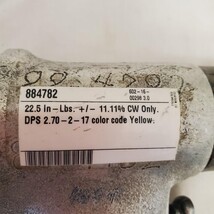 884782
602-16-
00298 3.0
22.5 in-Lbs. +/- 11.11% CW Only.
DPS 2.70-2-17 color code Yellow.